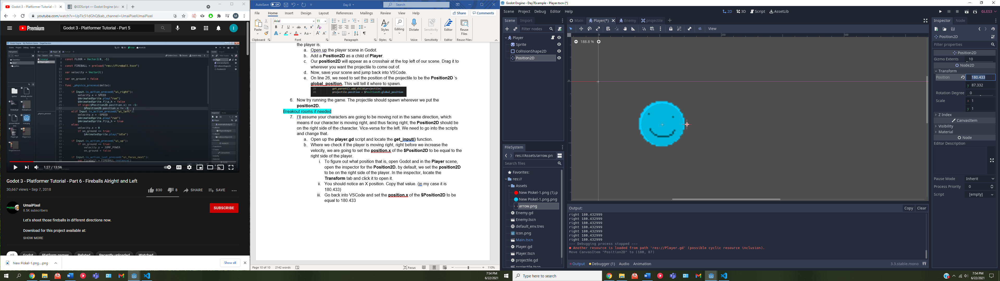 Godot 3 - Platformer Tutorial - P
@GDScript — Godot Engine (sta
youtube.com/watch?v=UpTlc51dGhQ&ab_channel=UmaiPixelUmaiPixel
Premium
Godot 3 - Platformer Tutorial - Part 5
const FLOOR = Vector2(0, -1)
const FIREBALL = preload("res://Fireball.tscn")
var velocity = Vector2()
var on_ground = false
func _physics_process(delta):
if Input.is_action_pressed("ui_right"):
velocity.x = SPEED
$AnimatedSprite.play("run")
$AnimatedSprite.flip_h = false
if sign($Position2D.position.x) == -1:
$Position2D.position.x *= -1
elif Input.is_action_pressed("ui_left"):
velocity.x = -SPEED
$AnimatedSprite.play("run")
$AnimatedSprite.flip_h = true
else:
velocity.x = 0
if on_ground == true:
$AnimatedSprite.play("idle")
if Input.is_action_pressed("ui_up"):
if on_ground == true:
velocity.y = JUMP_POWER
on_ground = false
if Input.is_action_just_pressed("ui_focus_next"):
var fireball = FIREBALL.instance()
1:27 / 13:56
Godot 3 - Platformer Tutorial - Part 6 - Fireballs Alright! and Left
30,667 views • Sep 7, 2018
830
8
SHARE
SAVE
UmaiPixel
8.5K subscribers
SUBSCRIBE
Let's shoot those fireballs in different directions now.
Download for this project available at:
SHOW MORE
All
Godot
Platform games
Related
Recently uploaded
Watched
New Piskel-1.png....png
Show all
AutoSave
Off
Day 8
Search
File
Home
Insert
Design
Layout
References
Mailings
Review
View
Help
Share
Comments
Paste
Arial
11
Styles
Editing
Dictate
Sensitivity
Editor
Reuse
Files
Clipboard
Font
Paragraph
Styles
Voice
Sensitivity
Editor
Reuse Files
the player is.
a. Open up the player scene in Godot.
b. Add a Position2D as a child of Player.
c. Our position2D will appear as a crosshair at the top left of our scene. Drag it to
wherever you want the projectile to come out of.
d. Now, save your scene and jump back into VSCode.
e. On line 26, we need to set the position of the projectile to be the Position2D 's
global_position. This will tell it where to spawn.
25 get_parent().add_child(projectile)
26 projectile.position = $Position2D.global_position
6. Now try running the game. The projectile should spawn wherever we put the
position2D.
Breakout rooms if needed
7. I'll assume your characters are going to be moving not in the same direction, which
means if our character is moving right, and thus facing right, the Position2D should be
on the right side of the character. Vice-versa for the left. We need to go into the scripts
and change that.
a. Open up the player.gd script and locate the get_input() function.
b. Where we check if the player is moving right, right before we increase the
velocity, we are going to set the position.x of the $Position2D to be equal to the
right side of the player.
i. To figure out what position that is, open Godot and in the Player scene,
open the inspector for the Position2D. by default, we set the position2D
to be on the right side of the player. In the inspector, locate the
Transform tab and click it to open it.
ii. You should notice an X position. Copy that value. (in my case it is
180.433)
iii. Go back into VSCode and set the position.x of the $Position2D to be
equal to 180.433
Page 10 of 10
2142 words
Focus
110%
7:54 PM
6/22/2021
Godot Engine - Day7Example - Player.tscn (*)
Scene
Project
Debug
Editor
Help
2D
3D
Script
AssetLib
GLES3
Scene
Import
Filter nodes
Player
Sprite
CollisionShape2D
Position2D
FileSystem
res://Assets/arrow.pn
Search files
Favorites:
res://
Assets
New Piskel-1.png (1).p
New Piskel-1.png.png
arrow.png
Enemy.gd
Enemy.tscn
default_env.tres
icon.png
Main.tscn
Player.gd
Player.tscn
projectile.gd
projectile.tscn
Main
Player(*)
Enemy
projectile
View
188.8 %
0
250
500
Output:
Copy
Clear
right 180.432999
right 180.432999
right 180.432999
right 180.432999
right 180.432999
right 180.432999
right 180.432999
--- Debugging process stopped ---
Another resource is loaded from path 'res://Player.gd' (possible cyclic resource inclusion).
Move CanvasItem "Position2D" to (180, 87)
Output
Debugger (1)
Audio
Animation
3.3.stable.mono
Inspector
Node
Position2D
Filter properties
Position2D
Gizmo Extents
10
Node2D
Transform
Position
180.433
y 87.332
Rotation Degree
0
Scale
x 1
y 1
Z Index
CanvasItem
Visibility
Material
Node
Editor Description
Pause Mode
Inherit
Process Priority
0
Script
[empty]
Type here to search
7:54 PM
6/22/2021